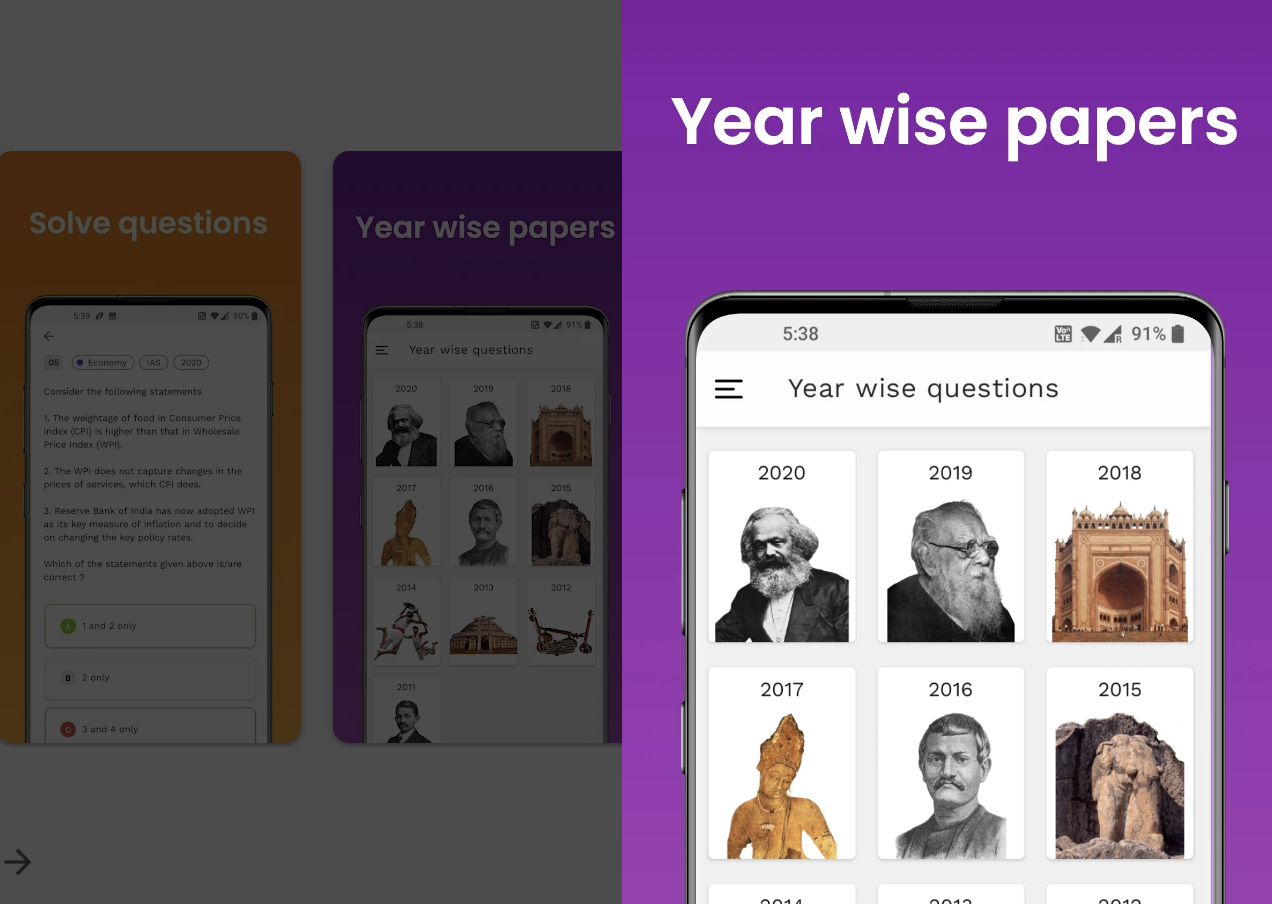 Solve questions
5:39
90%
05
Economy
IAS
2020
Consider the following statements
1. The weightage of food in Consumer Price
Index (CPI) is higher than that in Wholesale
Price Index (WPI).
2. The WPI does not capture changes in the
prices of services, which CPI does.
3. Reserve Bank of India has now adopted WPI
as its key measure of inflation and to decide
on changing the key policy rates.
Which of the statements given above is/are
correct ?
A 1 and 2 only
B 2 only
C 3 and 4 only
Year wise papers
5:38
91%
Year wise questions
2020 2019 2018
2017 2016 2015
2014 2013 2012
2011
Year wise papers
5:38
VoLTE
R
91%
Year wise questions
2020 2019 2018
2017 2016 2015
2014 2013 2012